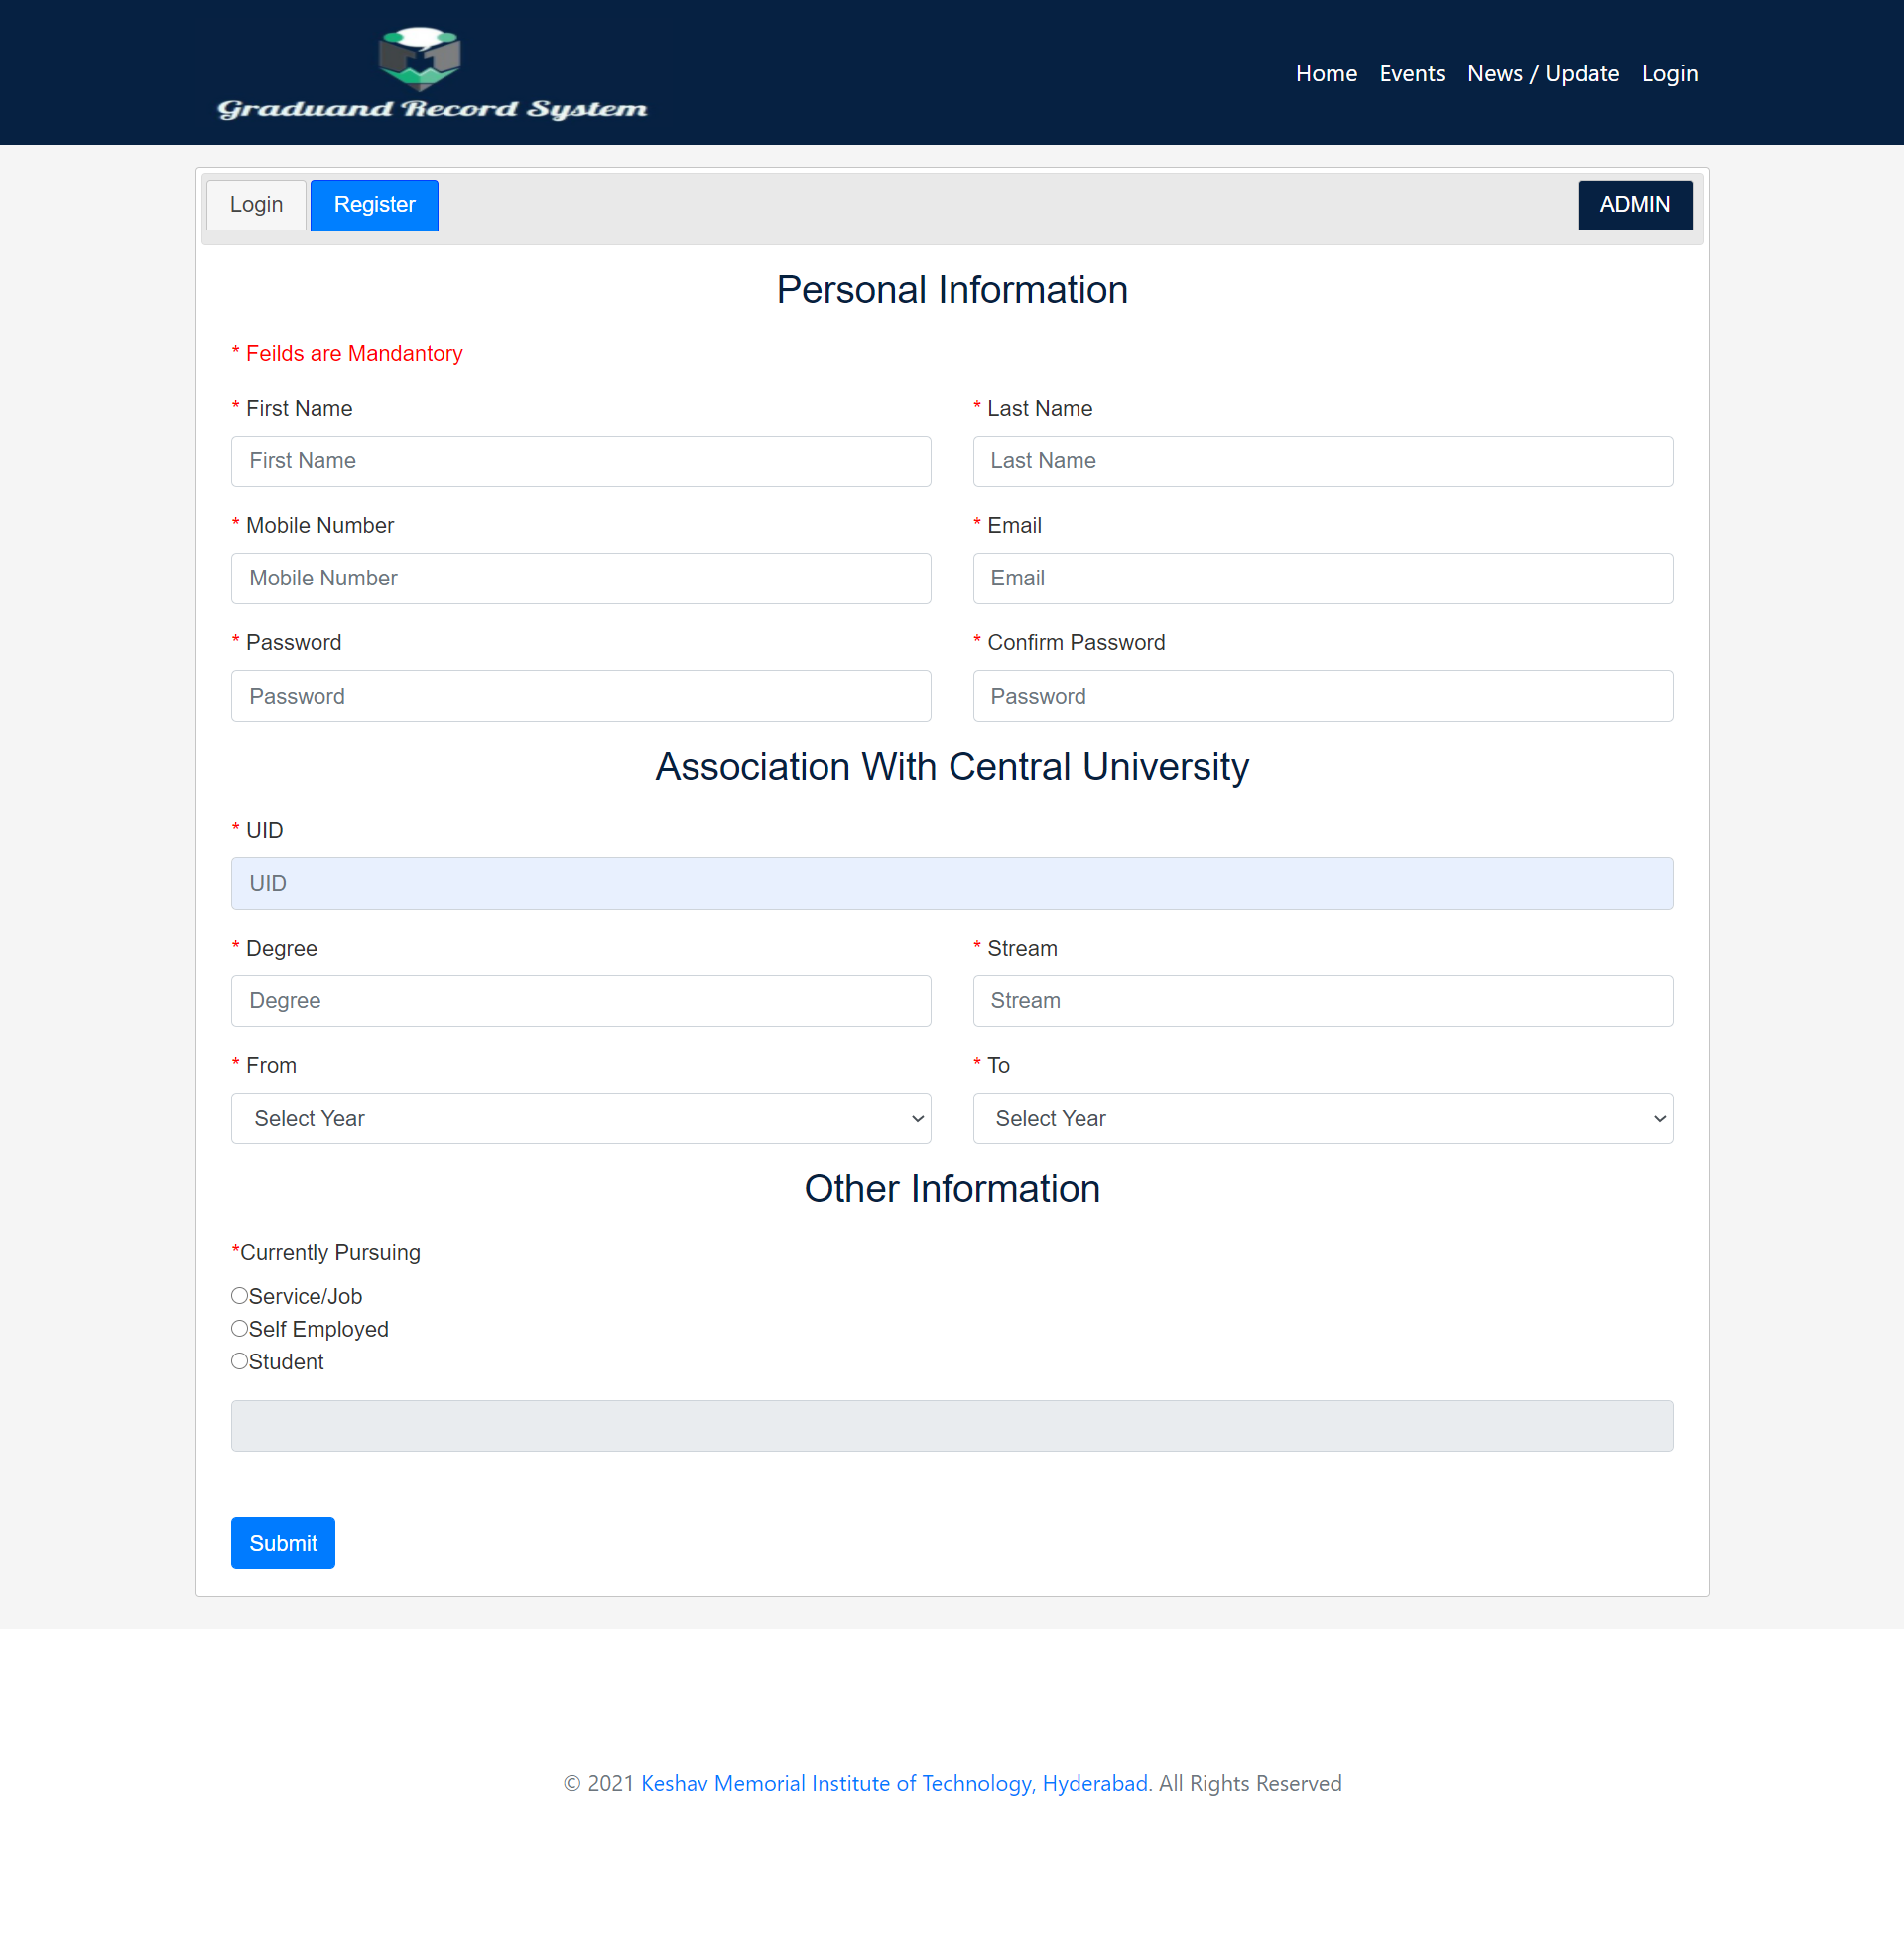 Graduand Record System
Home Events News / Update Login
Login Register ADMIN
Personal Information
* Feilds are Mandantory
* First Name * Last Name
First Name Last Name
* Mobile Number * Email
Mobile Number Email
* Password * Confirm Password
Password Password
Association With Central University
* UID
UID
* Degree * Stream
Degree Stream
* From * To
Select Year Select Year
Other Information
*Currently Pursuing
Service/Job
Self Employed
Student
Submit
© 2021 Keshav Memorial Institute of Technology, Hyderabad. All Rights Reserved